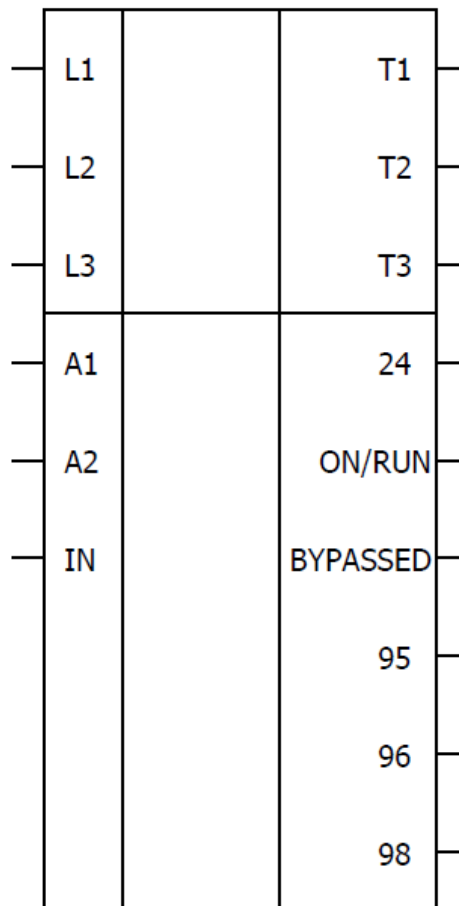 L1 T1
L2 T2
L3 T3
A1 24
A2 ON/RUN
IN BYPASSED
95
96
98